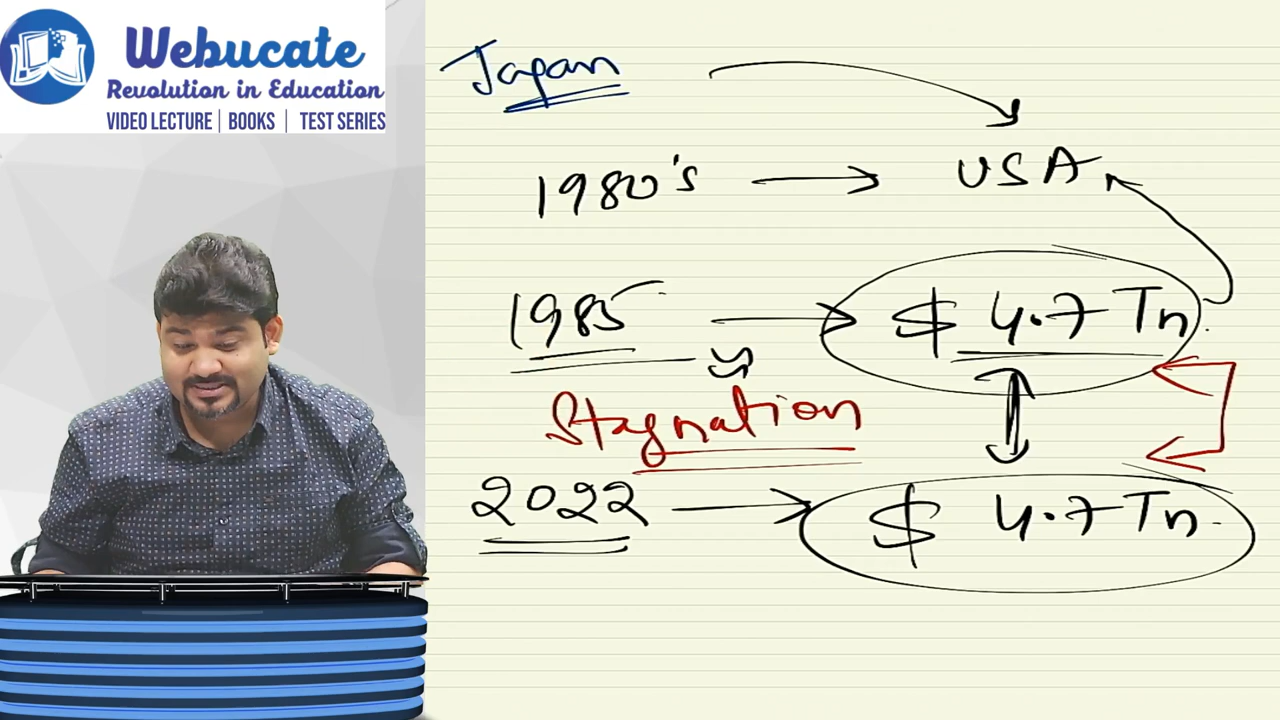 Webucate
Revolution in Education
VIDEO LECTURE | BOOKS | TEST SERIES
Japan
1980's → USA
1985 → $ 4.7 Tn.
Stagnation
2022 → $ 4.7 Tn.